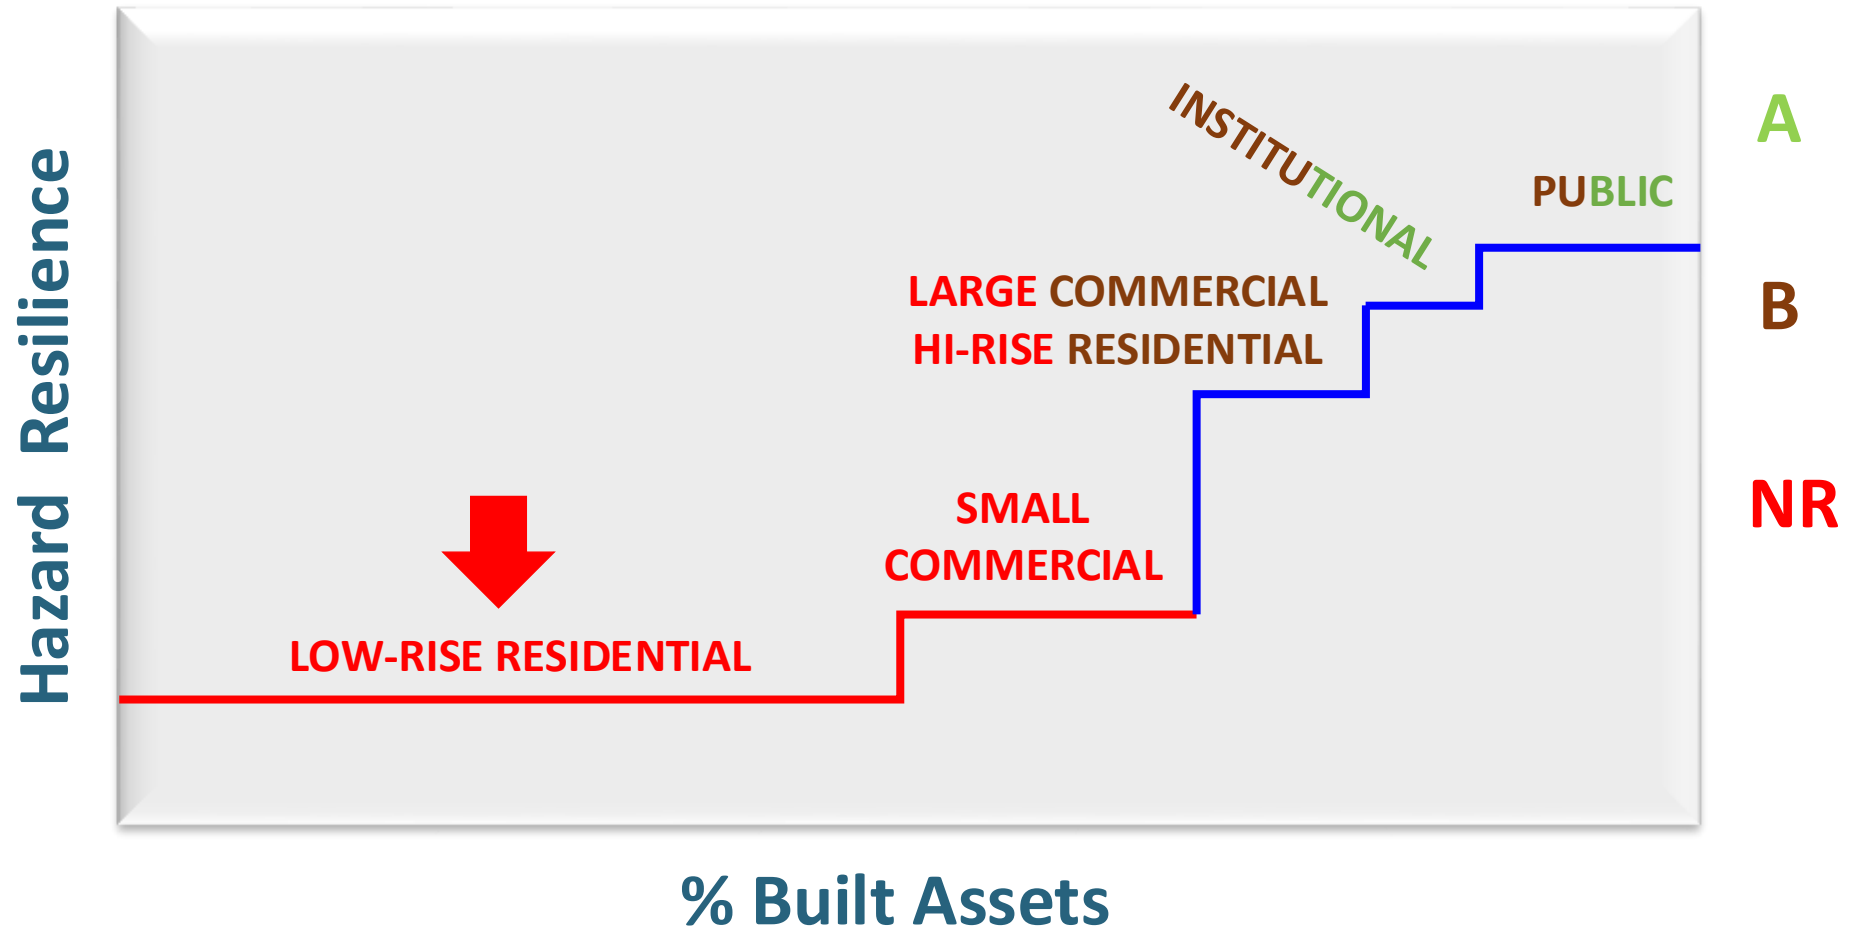 A
INSTITUTIONAL
PUBLIC
Hazard Resilience
LARGE COMMERCIAL
HI-RISE RESIDENTIAL
B
NR
SMALL
COMMERCIAL
LOW-RISE RESIDENTIAL
% Built Assets